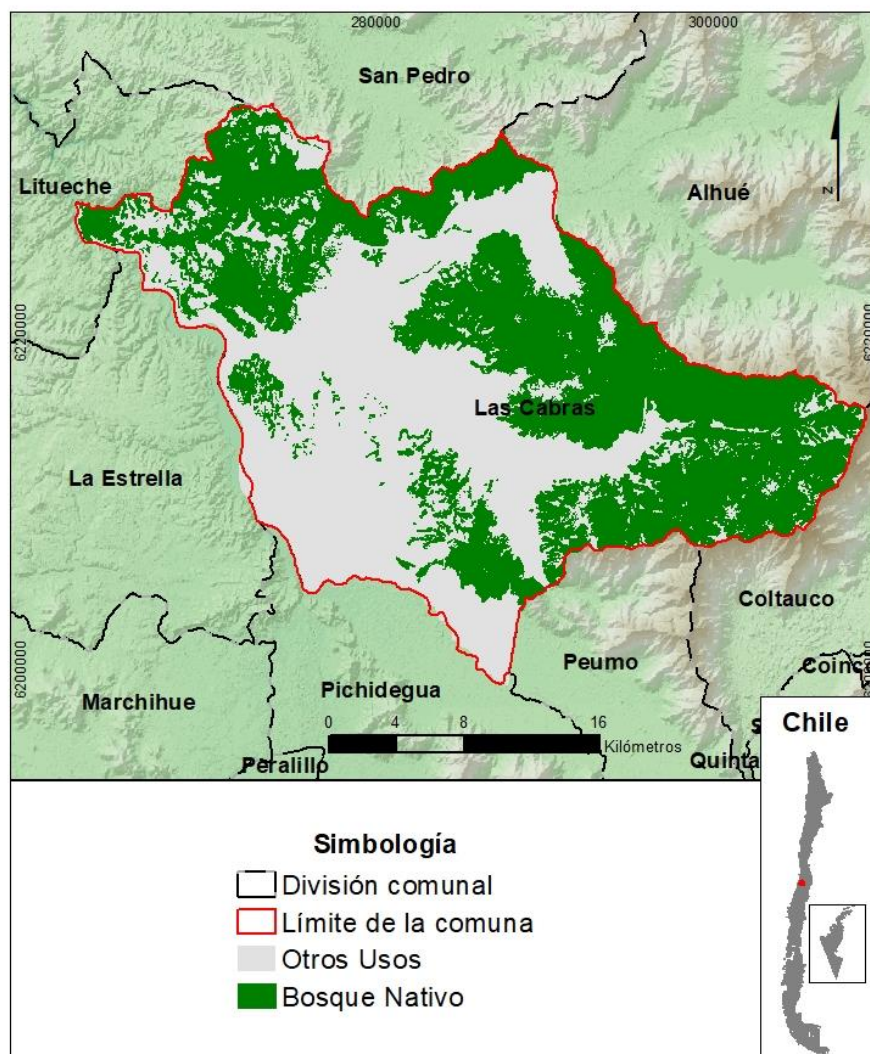 280000
300000
San Pedro
Litueche
Alhué
z
6220000
6220000
Las Cabras
La Estrella
Coltauco
6200000
Peumo
Marchihue
Pichidegua
0 4 8 16
Kilómetros
Peralillo
Chile
Simbología
División comunal
Límite de la comuna
Otros Usos
Bosque Nativo